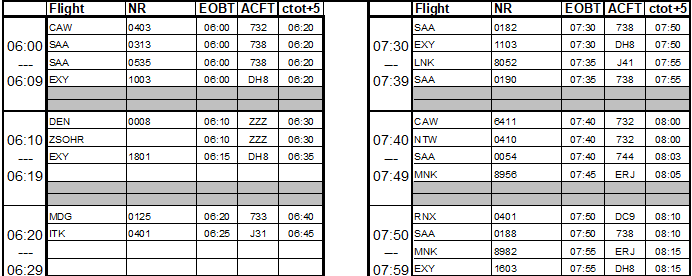 Flight NR EOBT ACFT ctot+5
06:00
---
06:09
CAW 0403 06:00 732 06:20
SAA 0313 06:00 738 06:20
SAA 0535 06:00 738 06:20
EXY 1003 06:00 DH8 06:20
06:10
---
06:19
DEN 0008 06:10 ZZZ 06:30
ZSOHR 06:10 ZZZ 06:30
EXY 1801 06:15 DH8 06:35
06:20
---
06:29
MDG 0125 06:20 733 06:40
ITK 0401 06:25 J31 06:45
Flight NR EOBT ACFT ctot+5
07:30
---
07:39
SAA 0182 07:30 738 07:50
EXY 1103 07:30 DH8 07:50
LNK 8052 07:35 J41 07:55
SAA 0190 07:35 738 07:55
07:40
---
07:49
CAW 6411 07:40 732 08:00
NTW 0410 07:40 732 08:00
SAA 0054 07:40 744 08:03
MNK 8956 07:45 ERJ 08:05
07:50
---
07:59
RNX 0401 07:50 DC9 08:10
SAA 0188 07:50 738 08:10
MNK 8982 07:55 ERJ 08:15
EXY 1603 07:55 DH8 08:15